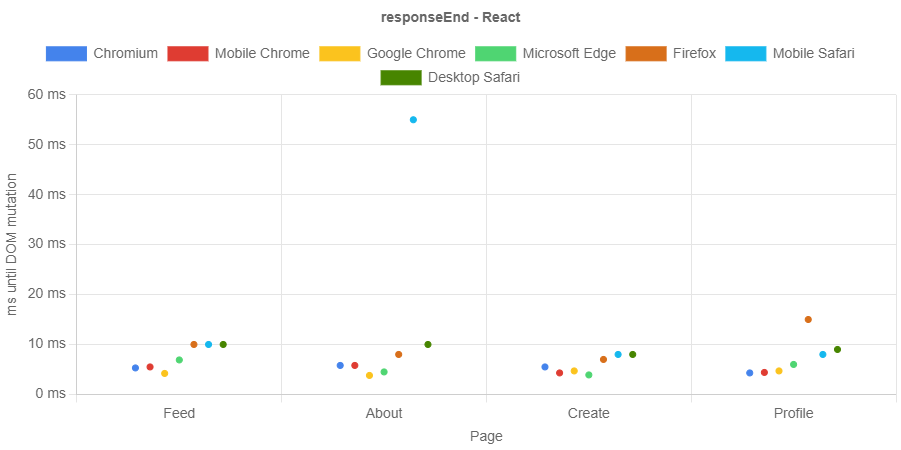 responseEnd - React
Chromium Mobile Chrome Google Chrome Microsoft Edge Firefox Mobile Safari
Desktop Safari
60 ms
50 ms
40 ms
30 ms
20 ms
10 ms
0 ms
ms until DOM mutation
Feed About Create Profile
Page